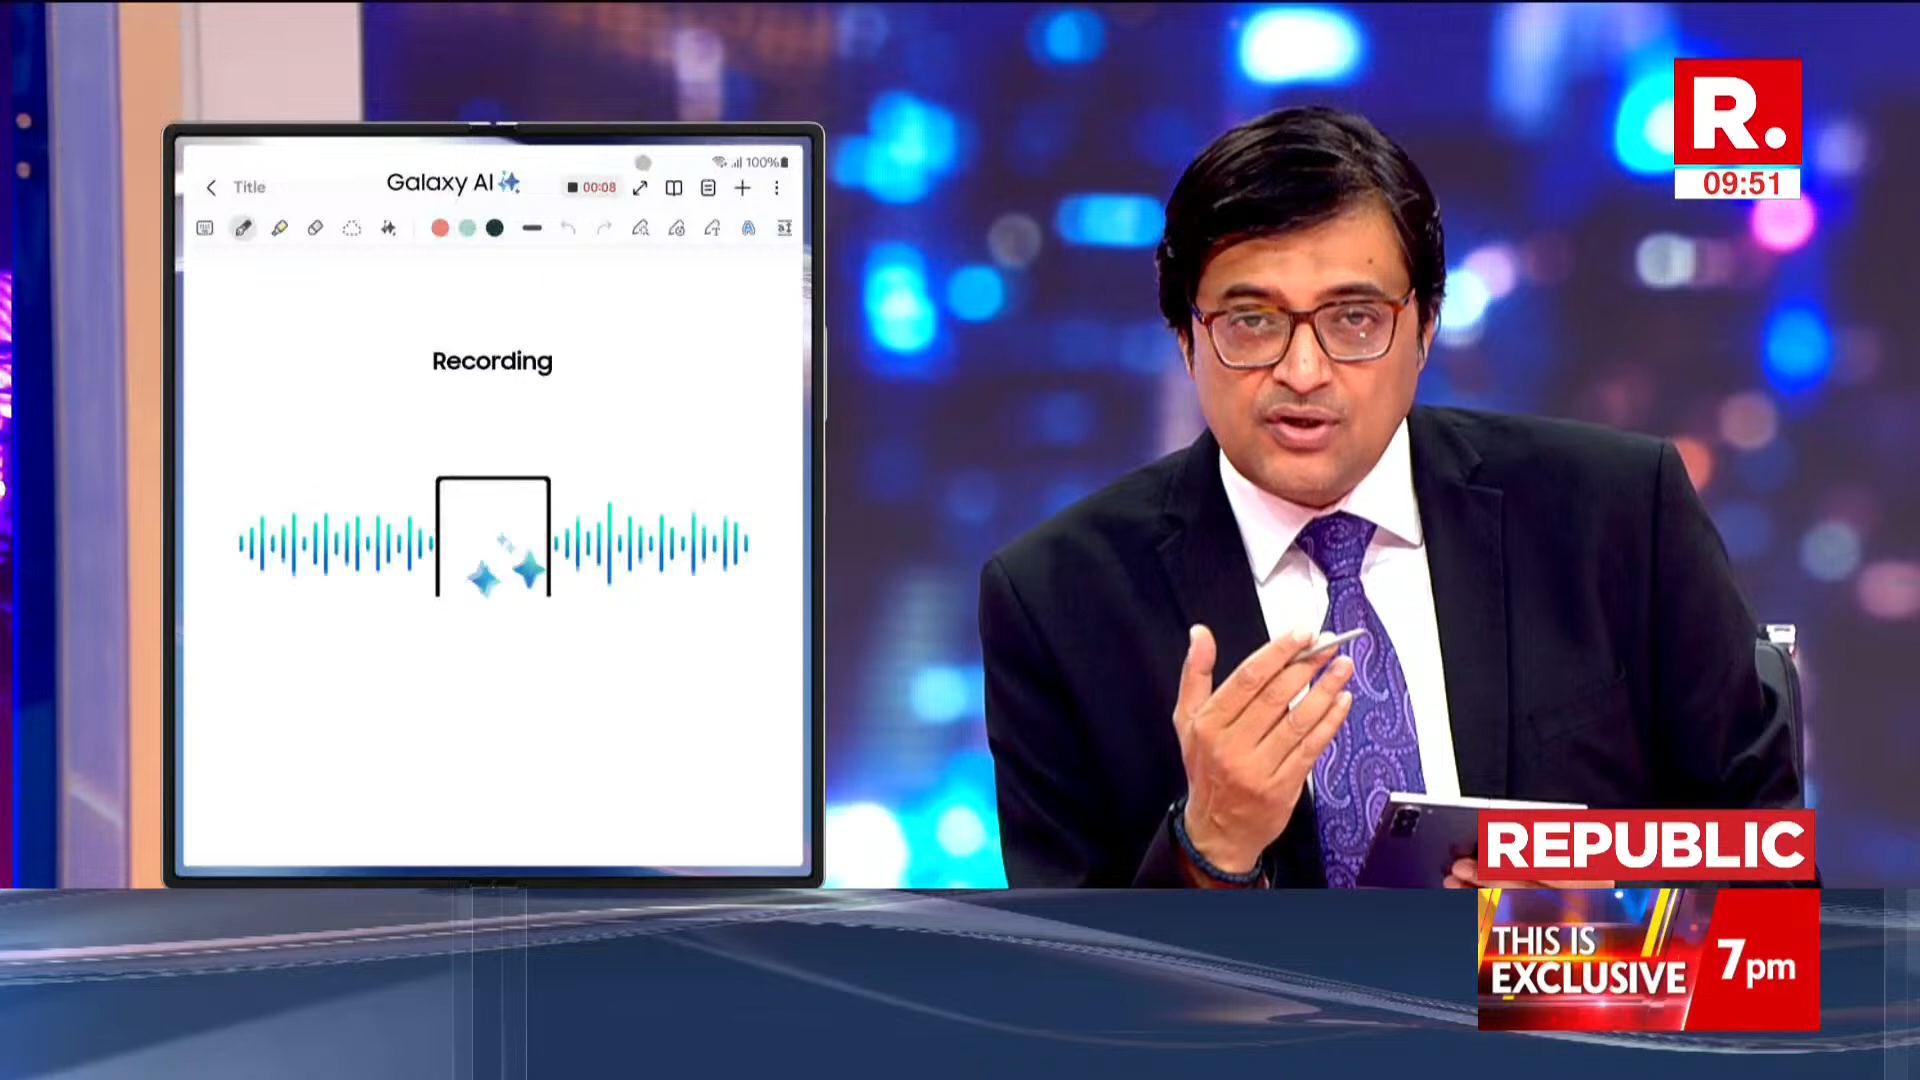 Title
Galaxy AI
00:08
100%
Recording
R.
09:51
REPUBLIC
THIS IS
EXCLUSIVE
7pm